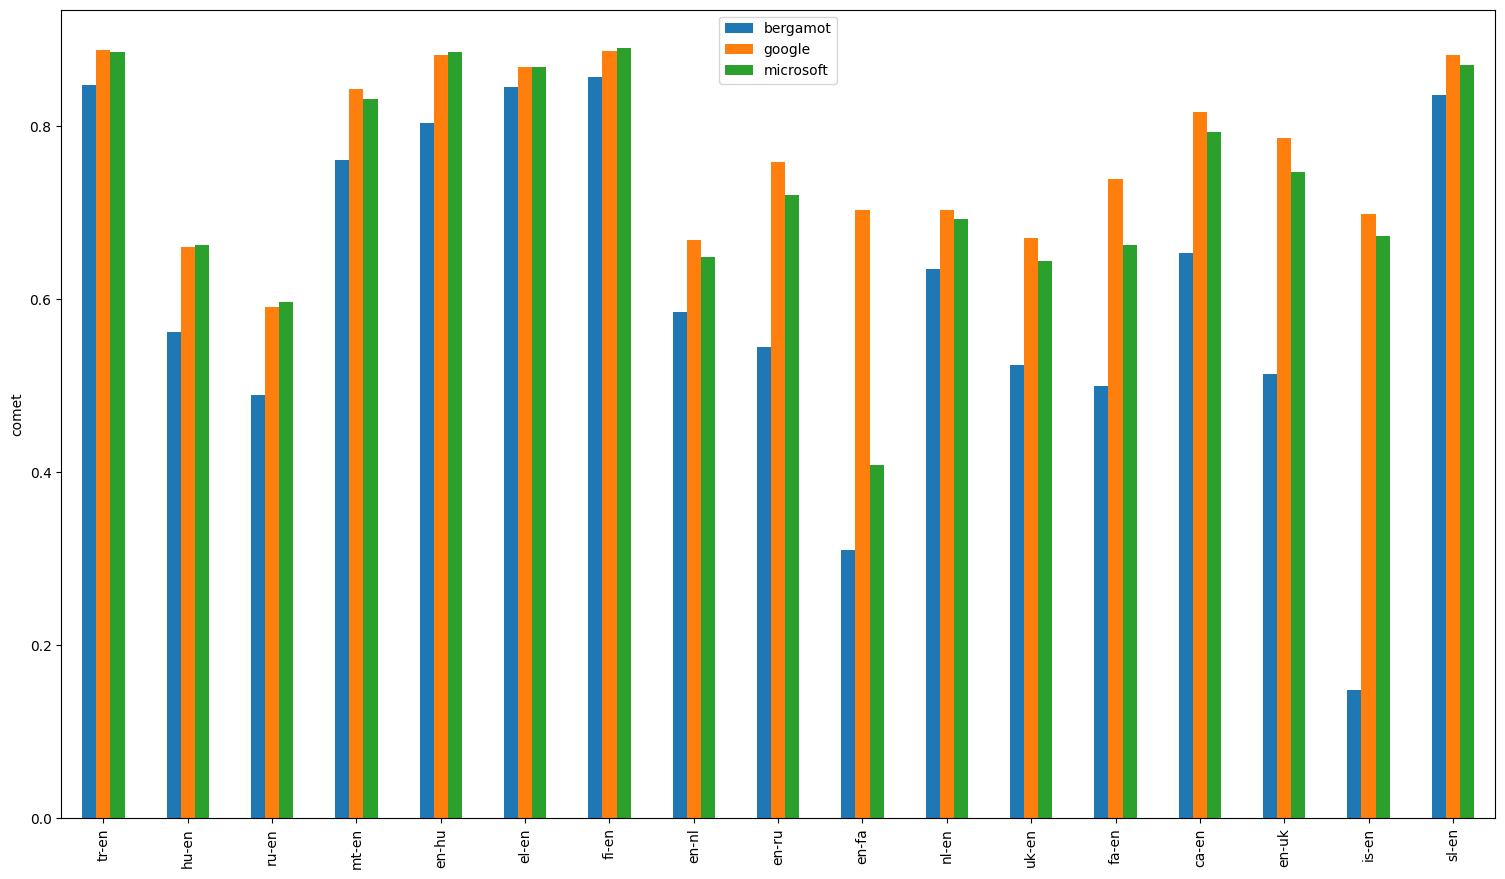 bergamot
google
microsoft
comet
0.8
0.6
0.4
0.2
0.0
tr-en
hu-en
ru-en
mt-en
en-hu
el-en
fi-en
en-nl
en-ru
en-fa
nl-en
uk-en
fa-en
ca-en
en-uk
is-en
sl-en